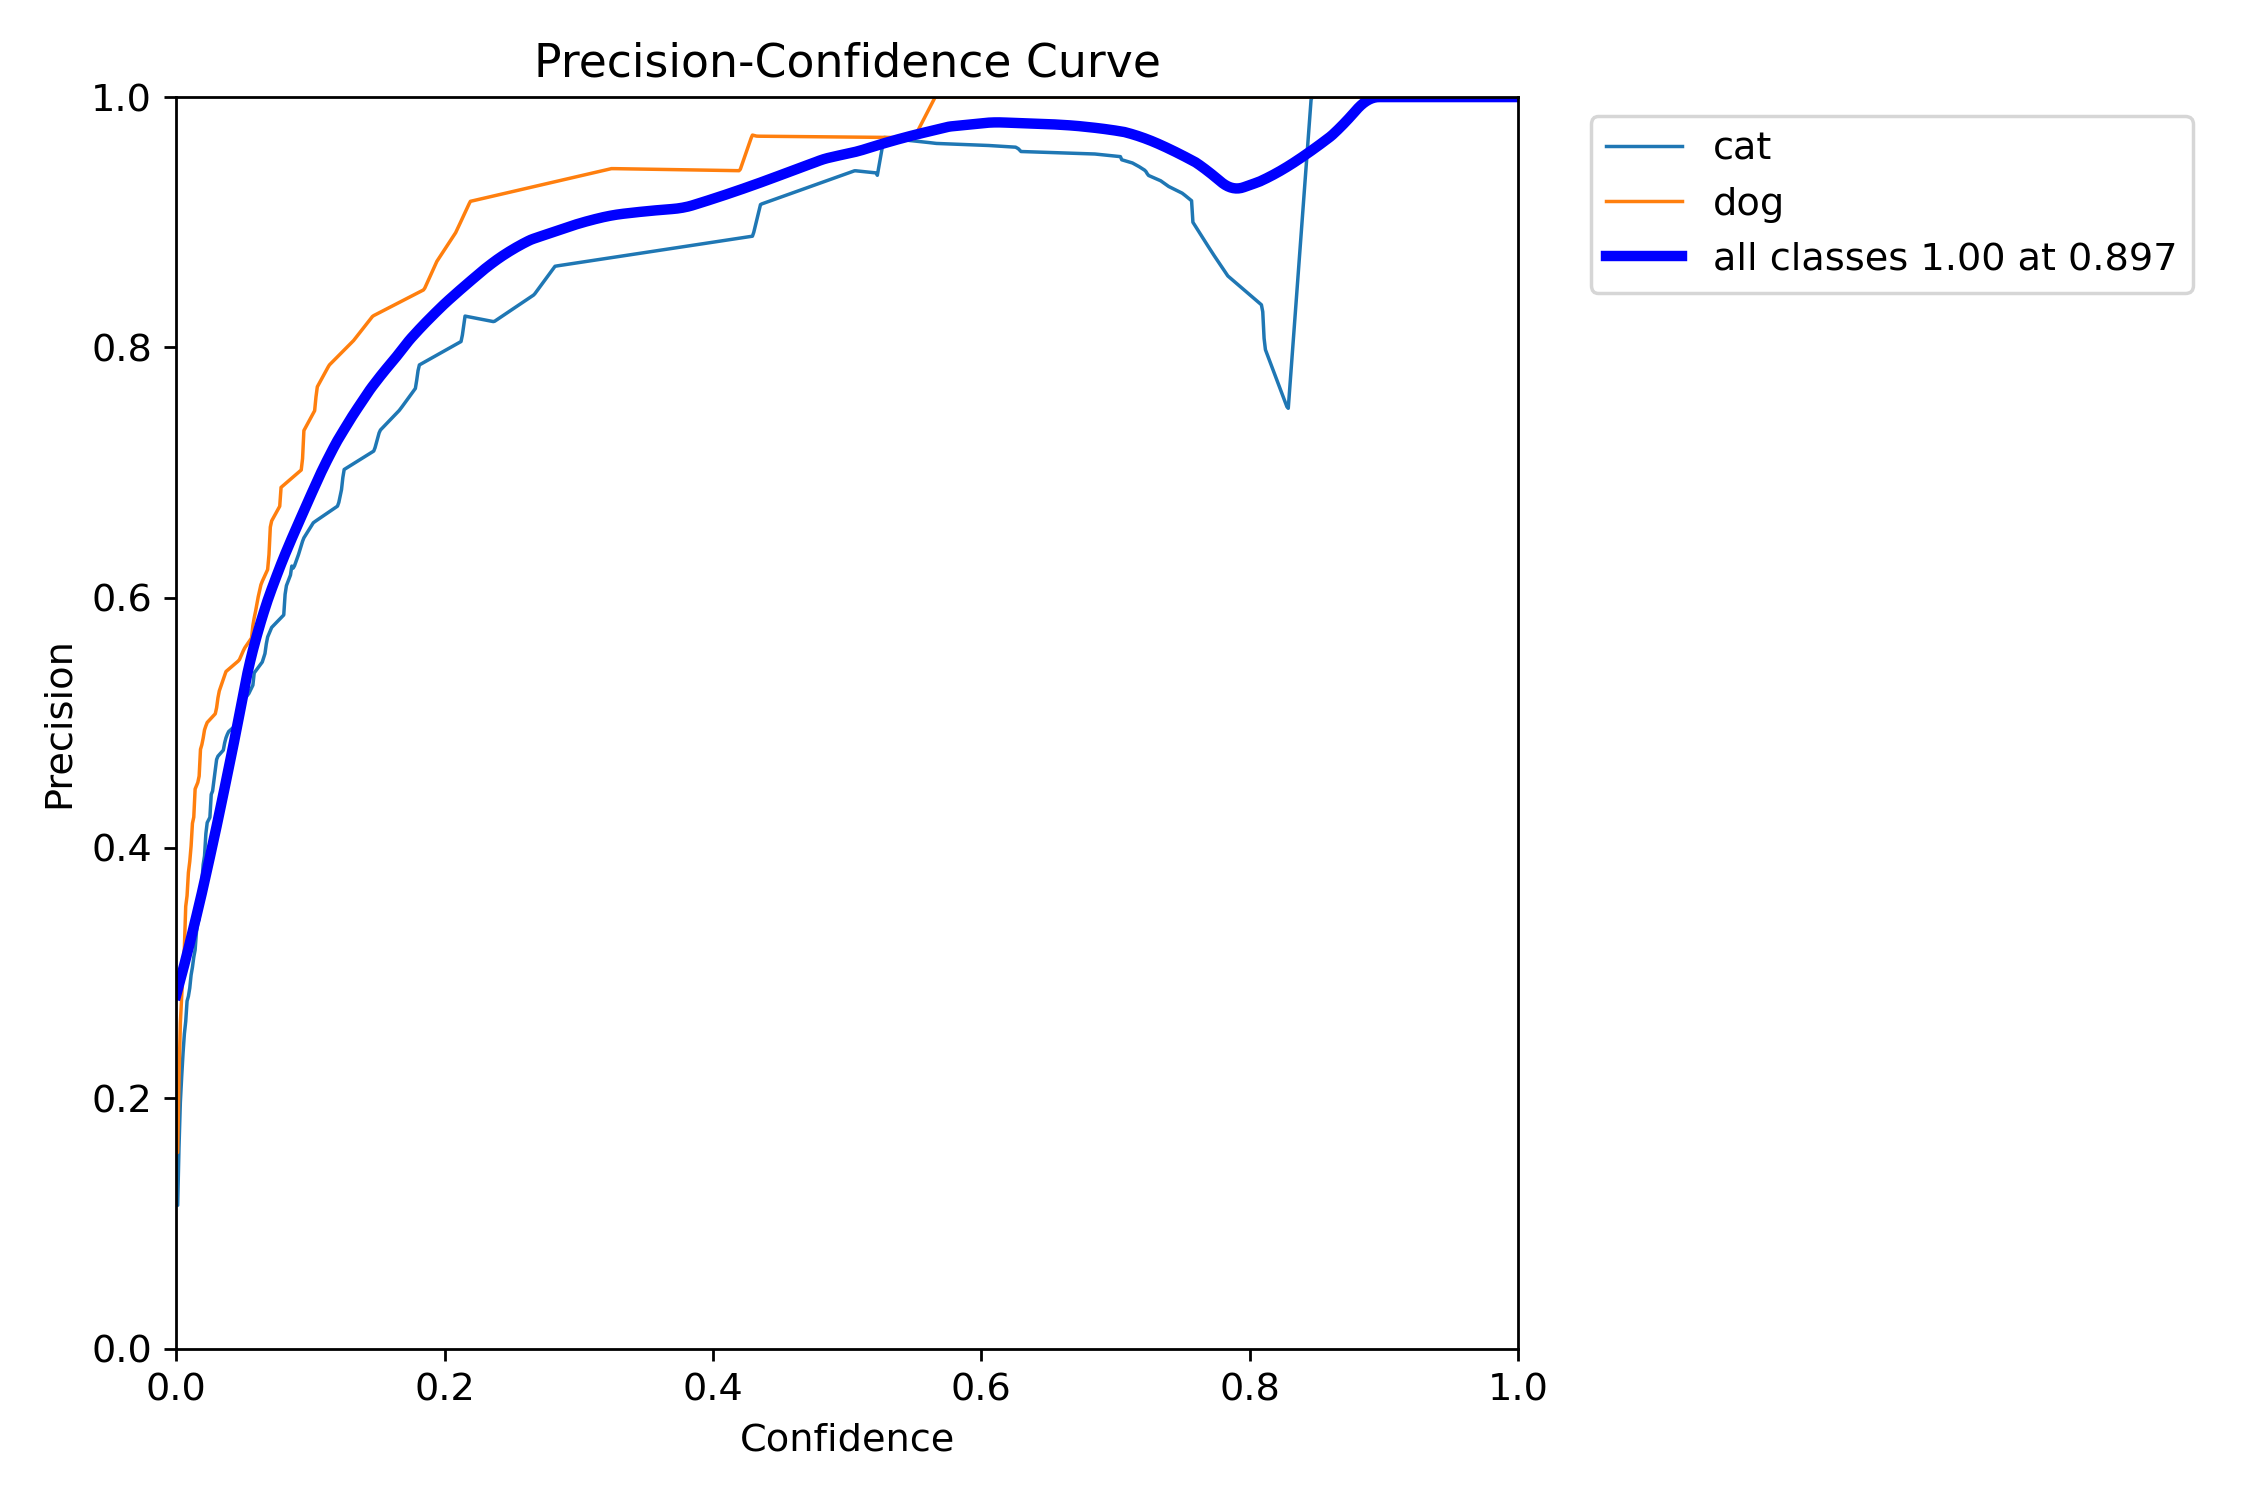 Precision-Confidence Curve
1.0
0.8
0.6
0.4
0.2
0.0
Precision
0.0 0.2 0.4 0.6 0.8 1.0
Confidence
cat
dog
all classes 1.00 at 0.897